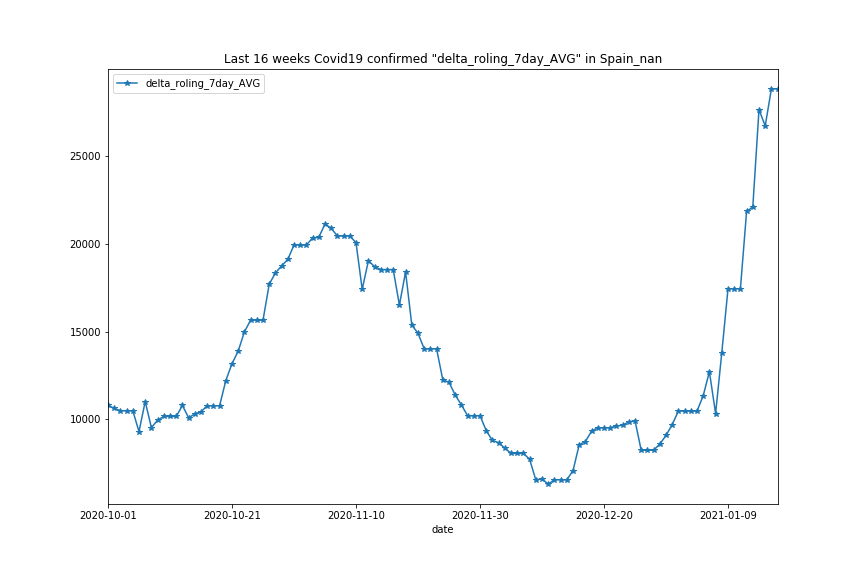 Last 16 weeks Covid19 confirmed "delta_roling_7day_AVG" in Spain_nan
delta_roling_7day_AVG
25000
20000
15000
10000
2020-10-01 2020-10-21 2020-11-10 2020-11-30 2020-12-20 2021-01-09
date